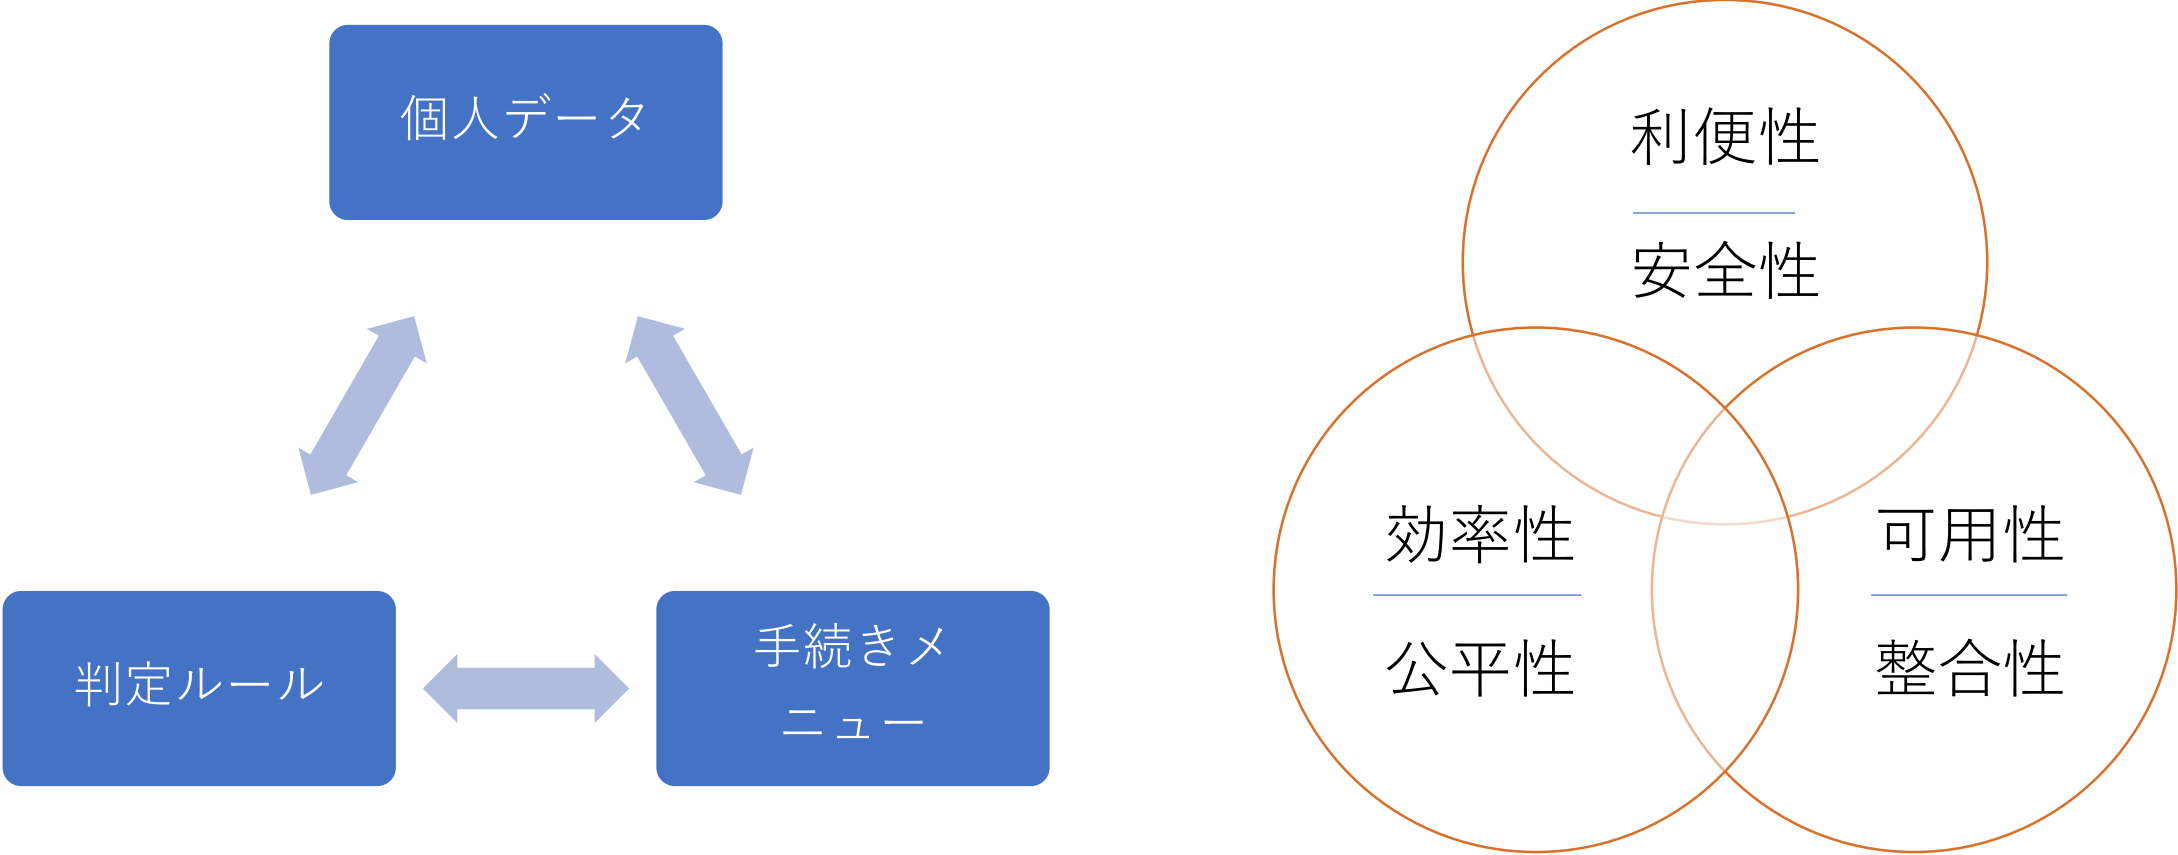 個人データ
判定ルール
手続きメ
ニュー
利便性
安全性
効率性
公平性
可用性
整合性